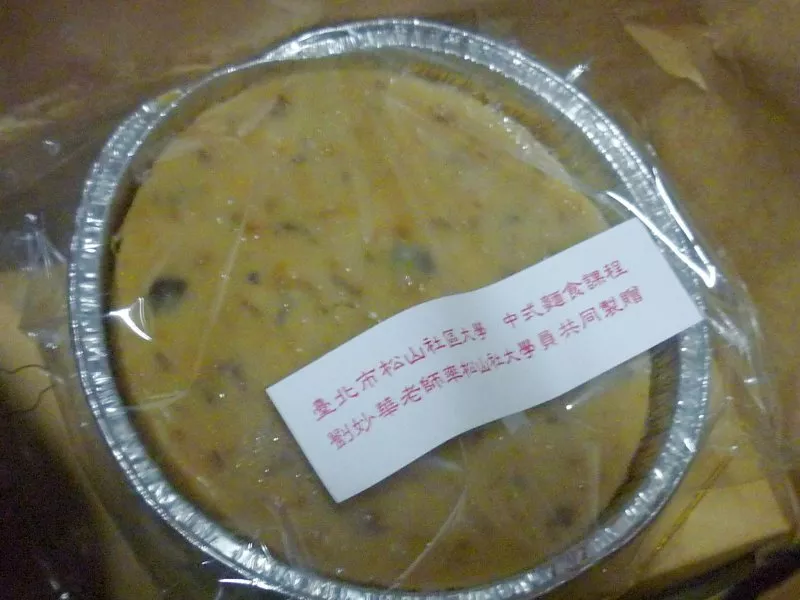 臺北市松山社區大學 中式麵食課程
劉妙華老師率松山社大學員共同製贈